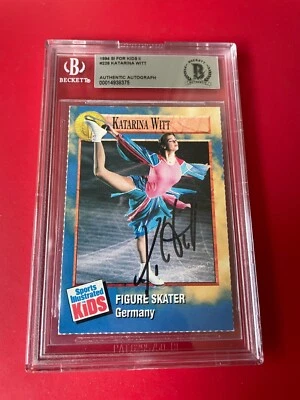 BECKETT
1994 SI FOR KIDS II
#238 KATARINA WITT
AUTHENTIC AUTOGRAPH
00014938375
BECKETT
KATARINA WITT
Sports Illustrated
KIDS
FIGURE SKATER
Germany